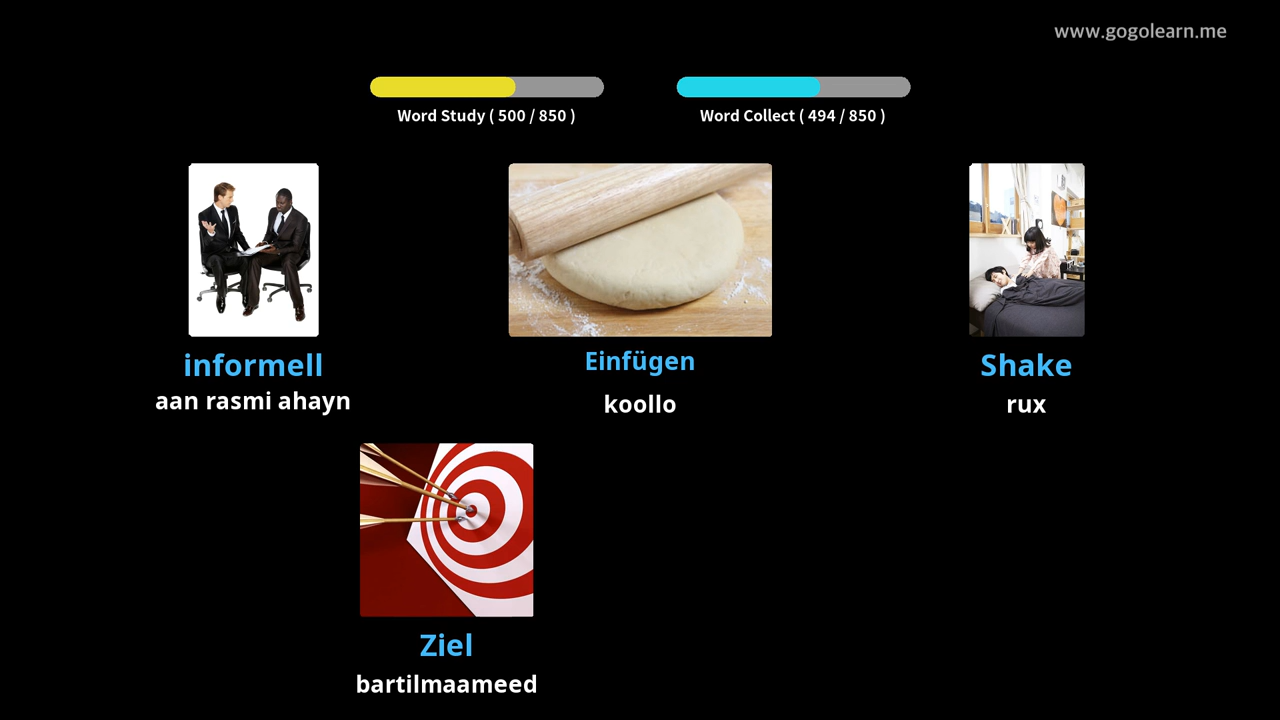 www.gogolearn.me
Word Study ( 500 / 850 )
Word Collect ( 494 / 850 )
informell
aan rasmi ahayn
Einfügen
koollo
Shake
rux
Ziel
bartilmaameed